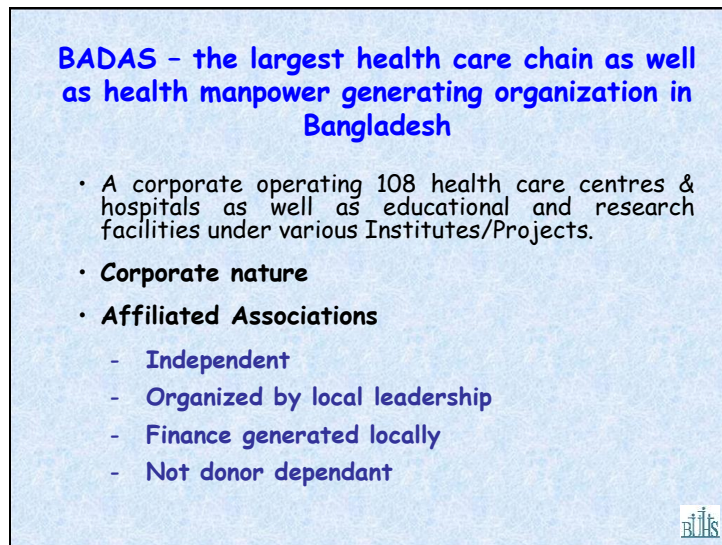 BADAS – the largest health care chain as well
as health manpower generating organization in
Bangladesh
• A corporate operating 108 health care centres &
hospitals as well as educational and research
facilities under various Institutes/Projects.
• Corporate nature
• Affiliated Associations
- Independent
- Organized by local leadership
- Finance generated locally
- Not donor dependant
BUHS